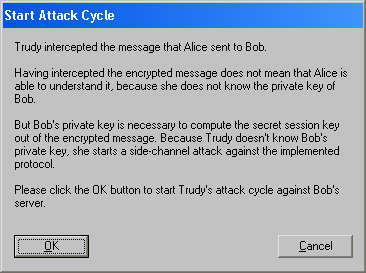 Start Attack Cycle
Trudy intercepted the message that Alice sent to Bob.
Having intercepted the encrypted message does not mean that Alice is
able to understand it, because she does not know the private key of
Bob.
But Bob's private key is necessary to compute the secret session key
out of the encrypted message. Because Trudy doesn't know Bob's
private key, she starts a side-channel attack against the implemented
protocol.
Please click the OK button to start Trudy's attack cycle against Bob's
server.
OK
Cancel